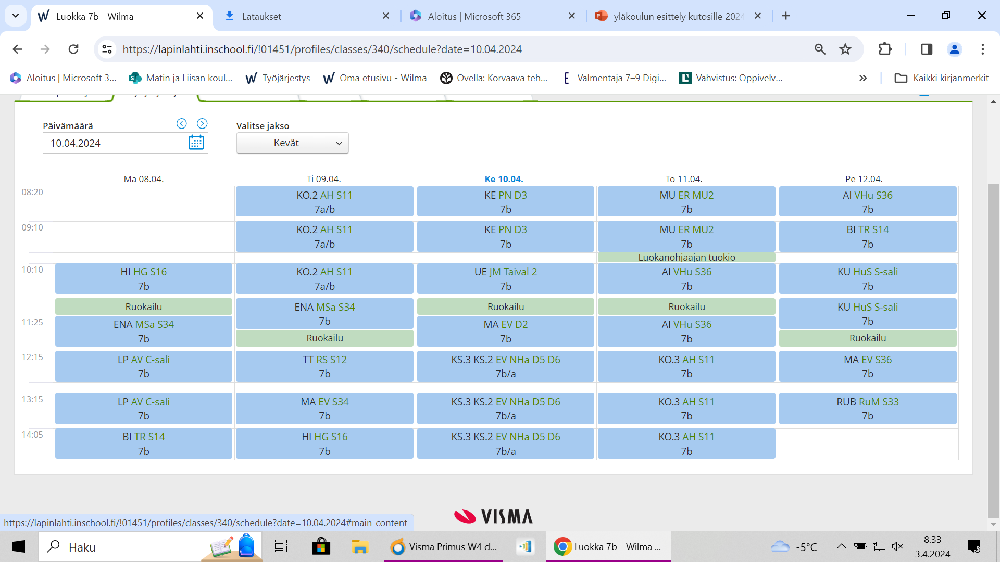 Luokka 7b - Wilma
Lataukset
Aloitus | Microsoft 365
yläkoulun esittely kutosille 2024
https://lapinlahti.inschool.fi/!01451/profiles/classes/340/schedule?date=10.04.2024
Aloitus | Microsoft 3...
Matin ja Liisan koul...
Työjärjestys
Oma etusivu - Wilma
Ovella: Korvaava teh...
Valmentaja 7–9 Digi...
Vahvistus: Oppivelv...
Kaikki kirjanmerkit
Päivämäärä
Valitse jakso
10.04.2024
Kevät
Ma 08.04.
Ti 09.04.
Ke 10.04.
To 11.04.
Pe 12.04.
08:20
KO.2 AH S11
7a/b
KE PN D3
7b
MU ER MU2
7b
AI VHu S36
7b
09:10
KO.2 AH S11
7a/b
KE PN D3
7b
MU ER MU2
7b
BI TR S14
7b
Luokanohjaajan tuokio
10:10
HI HG S16
7b
KO.2 AH S11
7a/b
UE JM Taival 2
7b
AI VHu S36
7b
KU HuS S-sali
7b
Ruokailu
ENA MSa S34
7b
Ruokailu
Ruokailu
KU HuS S-sali
7b
11:25
ENA MSa S34
7b
Ruokailu
MA EV D2
7b
AI VHu S36
7b
Ruokailu
12:15
LP AV C-sali
7b
TT RS S12
7b
KS.3 KS.2 EV NHa D5 D6
7b/a
KO.3 AH S11
7b
MA EV S36
7b
13:15
LP AV C-sali
7b
MA EV S34
7b
KS.3 KS.2 EV NHa D5 D6
7b/a
KO.3 AH S11
7b
RUB RuM S33
7b
14:05
BI TR S14
7b
HI HG S16
7b
KS.3 KS.2 EV NHa D5 D6
7b/a
KO.3 AH S11
7b
VISMA
https://lapinlahti.inschool.fi/!01451/profiles/classes/340/schedule?date=10.04.2024#main-content
Haku
Visma Primus W4 cl...
Luokka 7b - Wilma ...
-5°C
8.33
3.4.2024